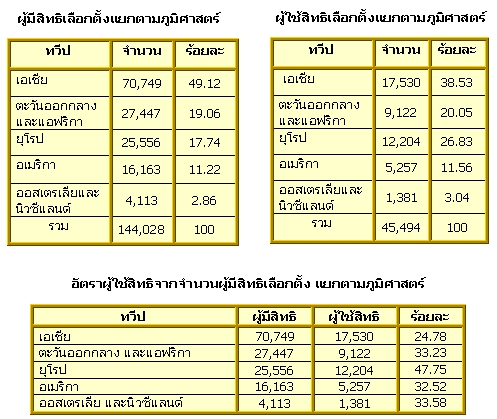 ผู้มีสิทธิเลือกตั้งแยกตามภูมิศาสตร์
ทวีป จำนวน ร้อยละ
เอเชีย 70,749 49.12
ตะวันออกกลาง
และแอฟริกา 27,447 19.06
ยุโรป 25,556 17.74
อเมริกา 16,163 11.22
ออสเตรเลียและ
นิวซีแลนด์ 4,113 2.86
รวม 144,028 100
ผู้ใช้สิทธิเลือกตั้งแยกตามภูมิศาสตร์
ทวีป จำนวน ร้อยละ
เอเชีย 17,530 38.53
ตะวันออกกลาง
และแอฟริกา 9,122 20.05
ยุโรป 12,204 26.83
อเมริกา 5,257 11.56
ออสเตรเลียและ
นิวซีแลนด์ 1,381 3.04
รวม 45,494 100
อัตราผู้ใช้สิทธิจากจำนวนผู้มีสิทธิเลือกตั้ง แยกตามภูมิศาสตร์
ทวีป ผู้มีสิทธิ ผู้ใช้สิทธิ ร้อยละ
เอเชีย 70,749 17,530 24.78
ตะวันออกกลาง และแอฟริกา 27,447 9,122 33.23
ยุโรป 25,556 12,204 47.75
อเมริกา 16,163 5,257 32.52
ออสเตรเลีย และนิวซีแลนด์ 4,113 1,381 33.58